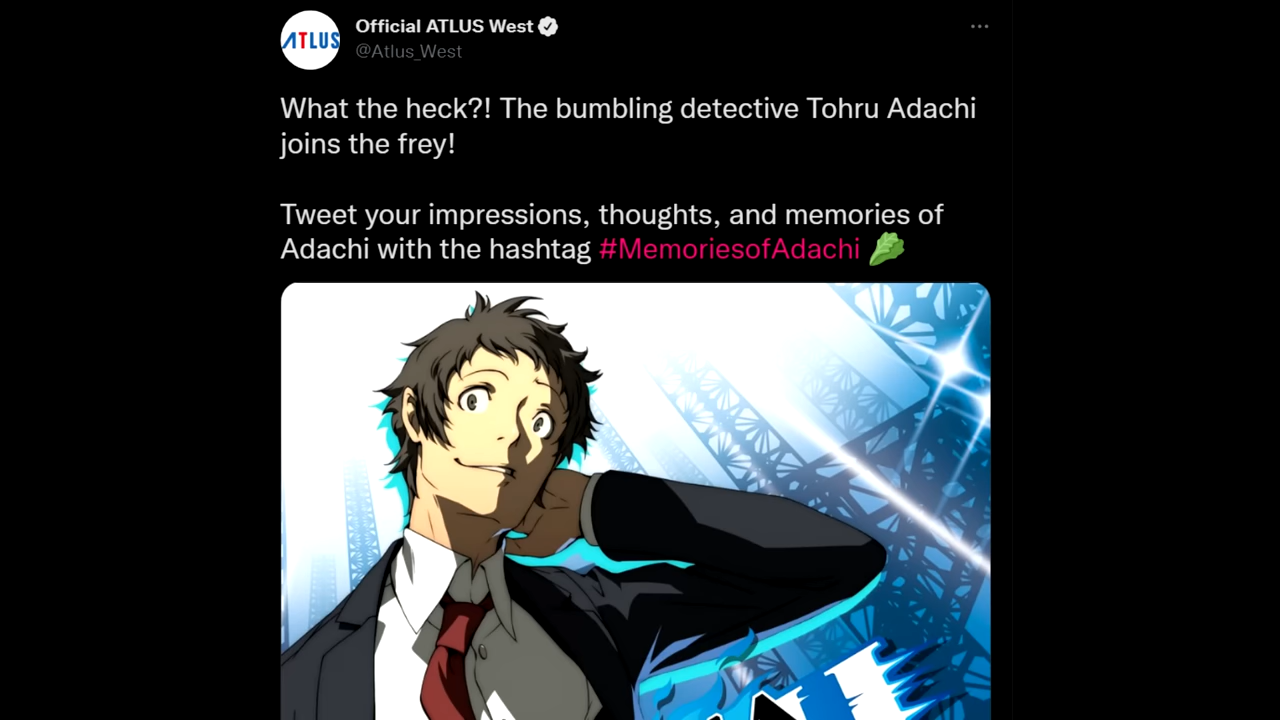 ATLUS
Official ATLUS West
@Atlus_West
What the heck?! The bumbling detective Tohru Adachi
joins the frey!
Tweet your impressions, thoughts, and memories of
Adachi with the hashtag #MemoriesofAdachi 🥬